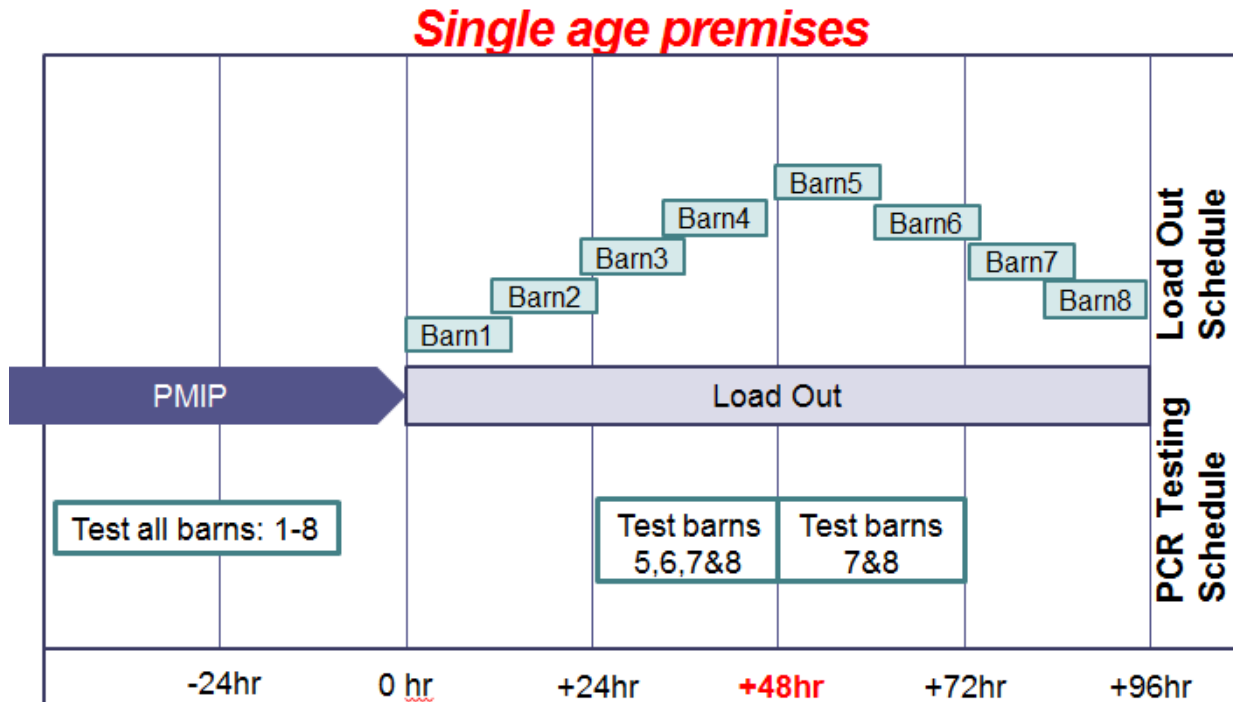 Single age premises
Barn5
Barn4
Barn6
Barn3
Barn7
Barn2
Barn8
Barn1
Load Out
Schedule
PMIP
Load Out
Test all barns: 1-8
Test barns
5,6,7&8
Test barns
7&8
PCR Testing
Schedule
-24hr
0 hr
+24hr
+48hr
+72hr
+96hr